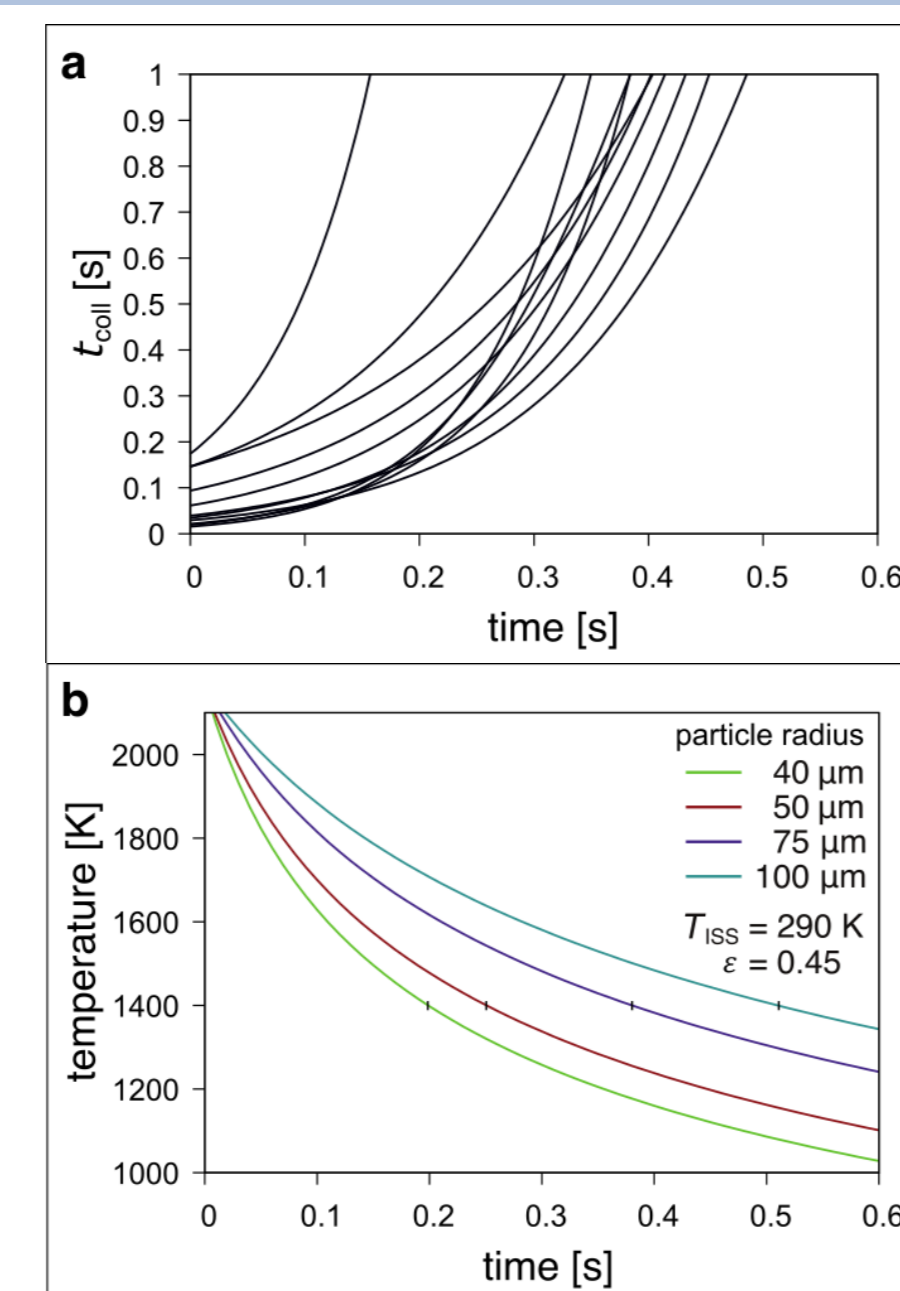 a
1
0.9
0.8
0.7
0.6
0.5
0.4
0.3
0.2
0.1
0
t_coll [s]
0 0.1 0.2 0.3 0.4 0.5 0.6
time [s]
b
2000
1800
1600
1400
1200
1000
temperature [K]
particle radius
40 µm
50 µm
75 µm
100 µm
T_ISS = 290 K
ε = 0.45
0 0.1 0.2 0.3 0.4 0.5 0.6
time [s]